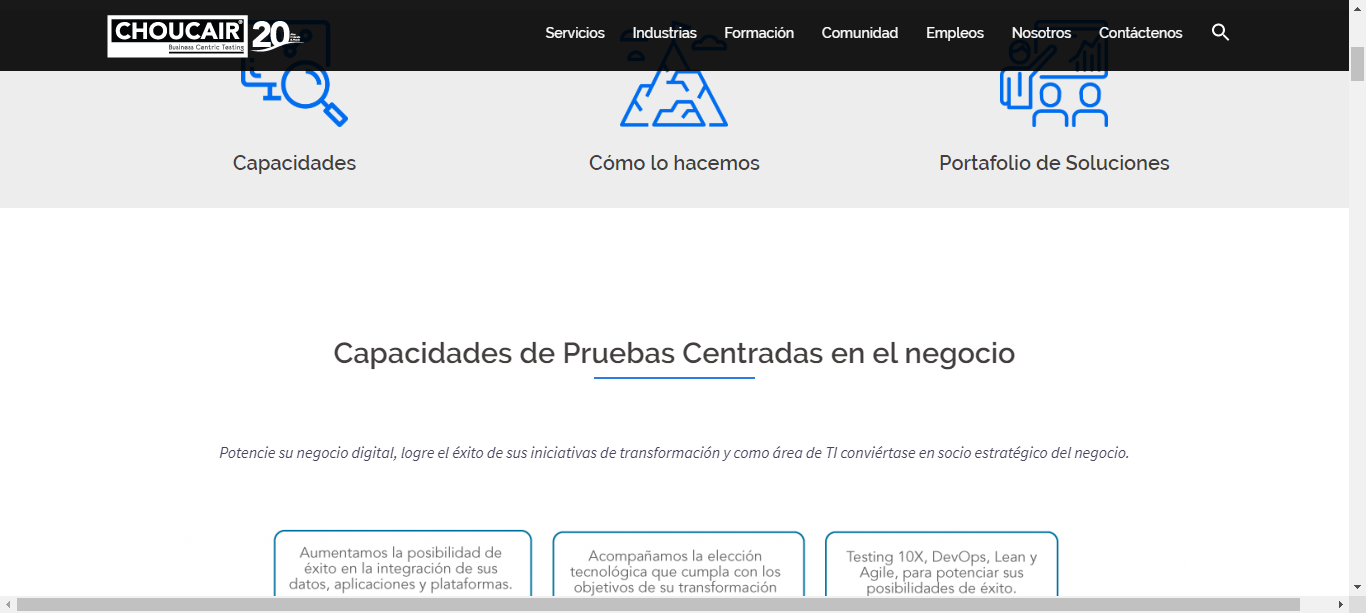 CHOUCAIR
Business Centric Testing
20
Servicios Industrias Formación Comunidad Empleos Nosotros Contáctenos
Capacidades Cómo lo hacemos Portafolio de Soluciones
Capacidades de Pruebas Centradas en el negocio
Potencie su negocio digital, logre el éxito de sus iniciativas de transformación y como área de TI conviértase en socio estratégico del negocio.
Aumentamos la posibilidad de
éxito en la integración de sus
datos, aplicaciones y plataformas.
Acompañamos la elección
tecnológica que cumpla con los
objetivos de su transformación
Testing 10X, DevOps, Lean y
Agile, para potenciar sus
posibilidades de éxito.